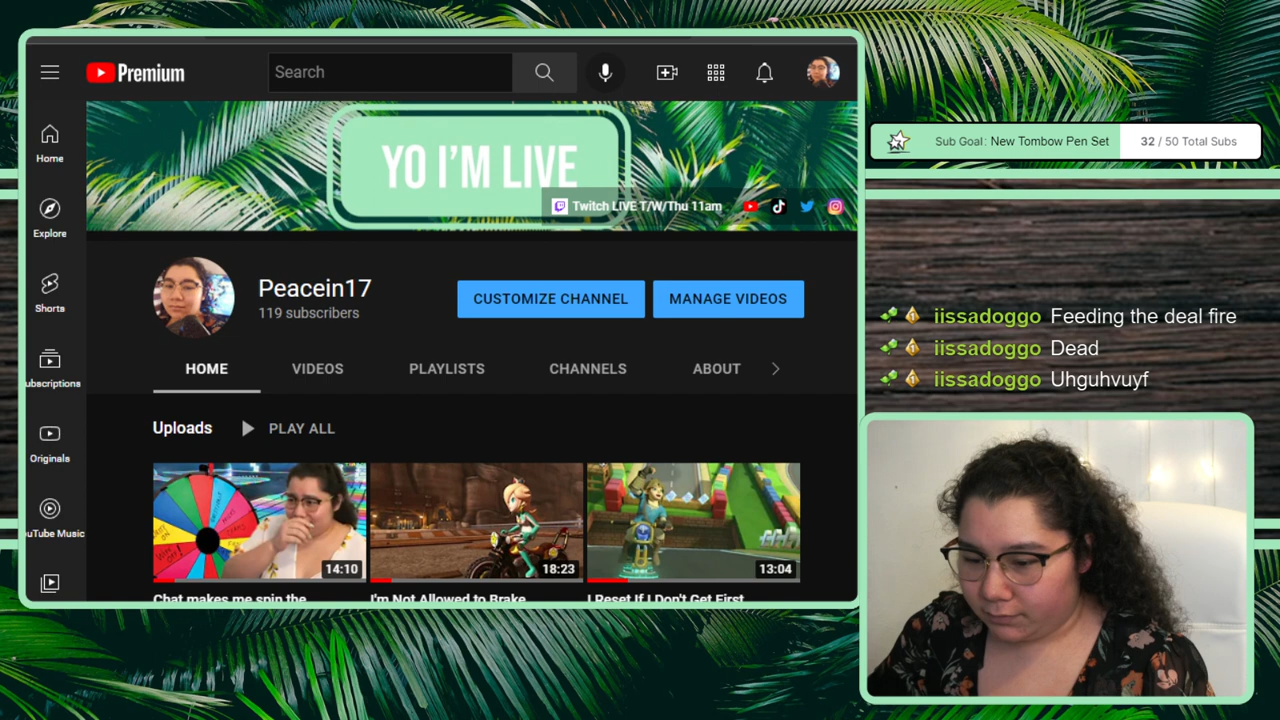 Premium
Search
Home
Explore
Shorts
ubscriptions
Originals
uTube Music
YO I'M LIVE
Twitch LIVE T/W/Thu 11am
Peacein17
119 subscribers
CUSTOMIZE CHANNEL
MANAGE VIDEOS
HOME
VIDEOS
PLAYLISTS
CHANNELS
ABOUT
Uploads
PLAY ALL
14:10
18:23
13:04
Chat makes me spin the
I'm Not Allowed to Brake
I Reset If I Don't Get First
Sub Goal: New Tombow Pen Set
32 / 50 Total Subs
iissadoggo Feeding the deal fire
iissadoggo Dead
iissadoggo Uhguhvuyf